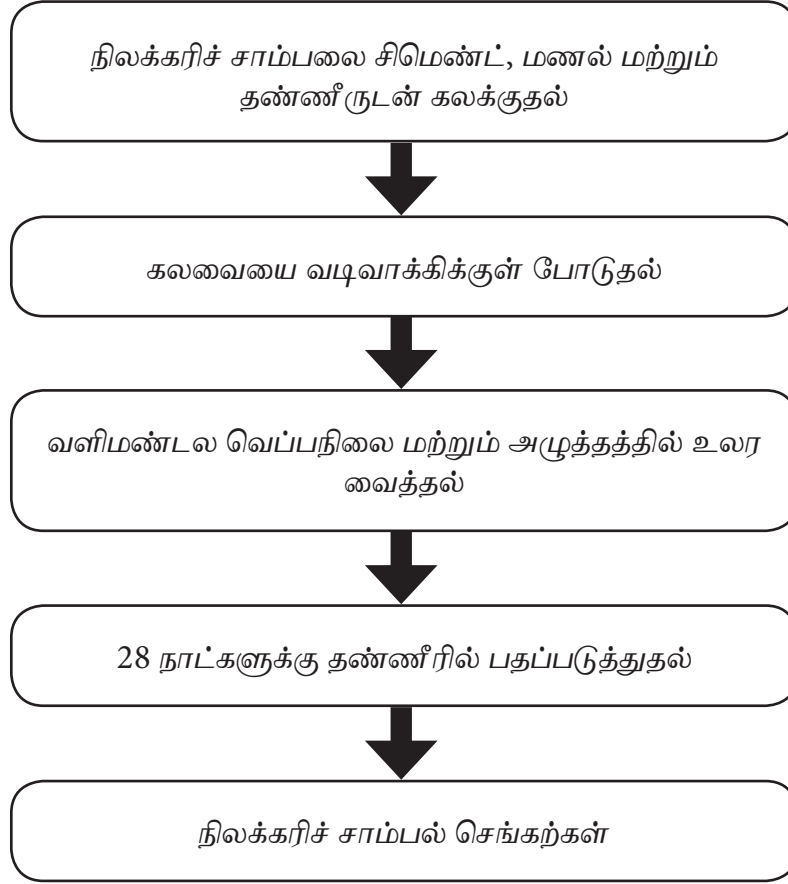 நிலக்கரிச் சாம்பலை சிமெண்ட், மணல் மற்றும்
தண்ணீருடன் கலக்குதல்
கலவையை வடிவாக்கிக்குள் போடுதல்
வளிமண்டல வெப்பநிலை மற்றும் அழுத்தத்தில் உலர
வைத்தல்
28 நாட்களுக்கு தண்ணீரில் பதப்படுத்துதல்
நிலக்கரிச் சாம்பல் செங்கற்கள்